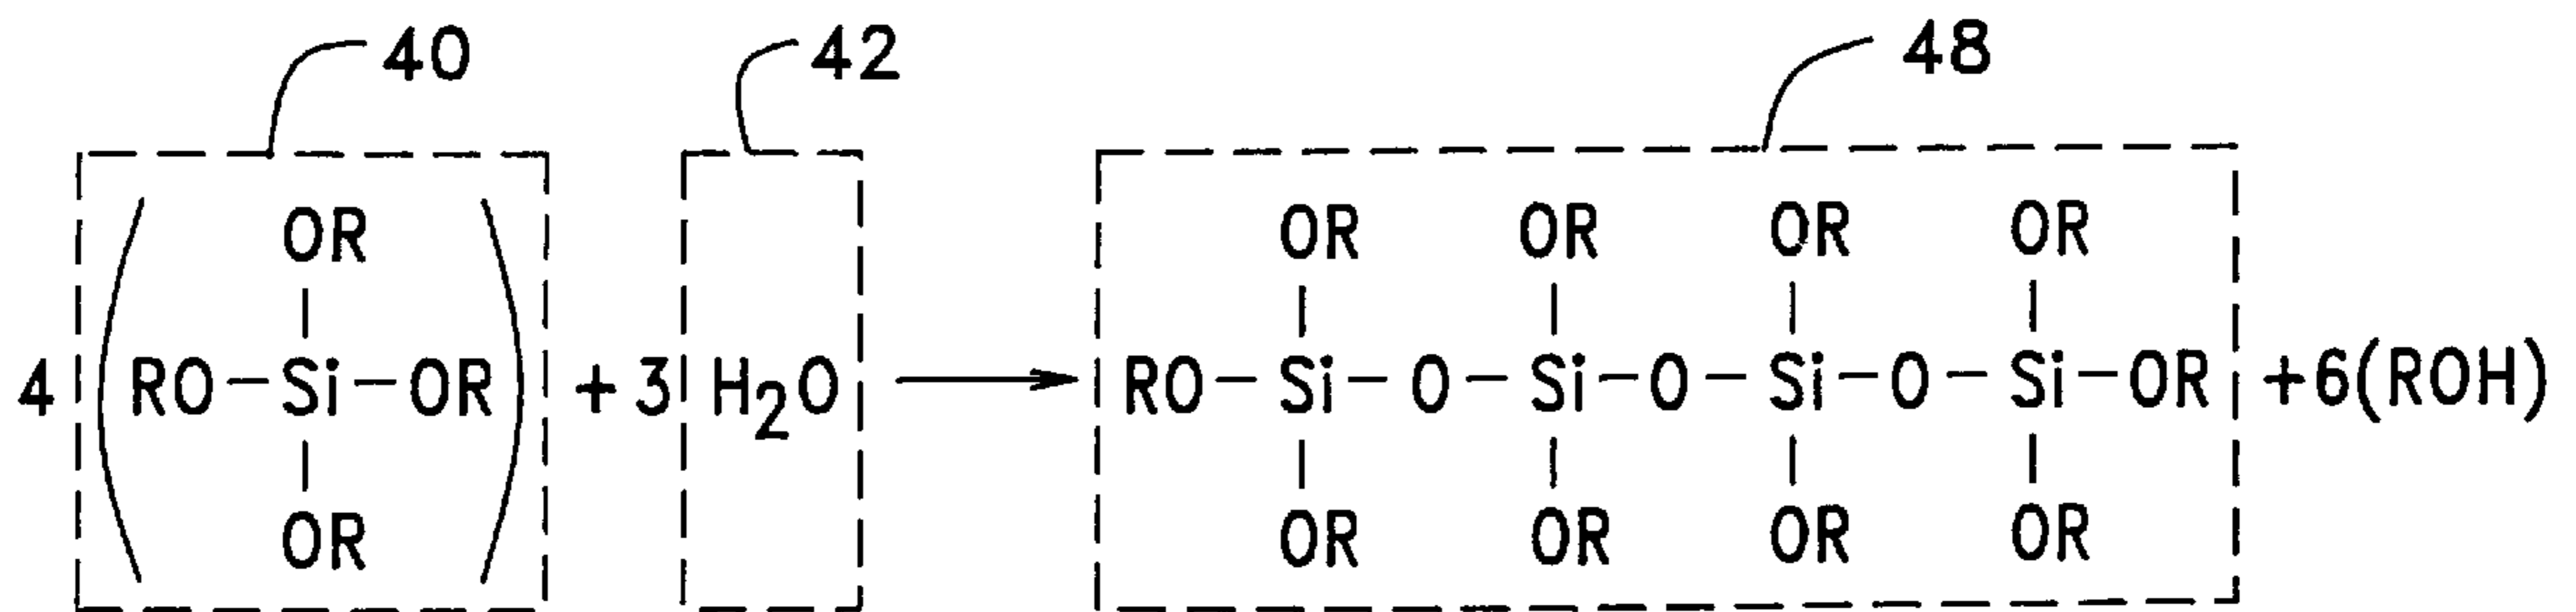 40 42 48
OR OR OR OR OR
4 ( RO-Si-OR ) +3 H2O → RO-Si-O-Si-O-Si-O-Si-OR +6(ROH)
OR OR OR OR OR